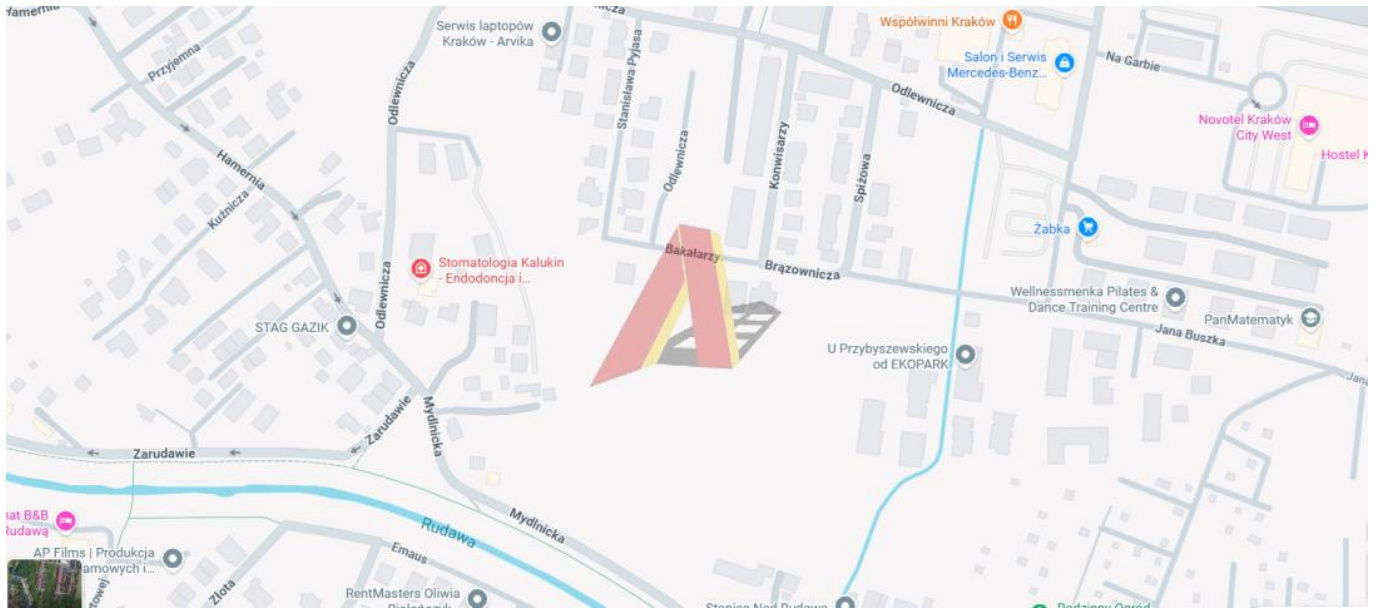 Hamernia
Przyjemna
Serwis laptopów
Kraków - Arvika
Stanisława Pyjasa
Współwinni Kraków
Salon i Serwis
Mercedes-Benz...
Na Garbie
Novotel Kraków
City West
Odlewnicza
Odlewnicza
Odlewnicza
Konwisarzy
Spiżowa
Hamernia
Kuźnicza
Żabka
Bakałarzy
Brązownicza
Stomatologia Kalukin
- Endodoncja i...
Odlewnicza
Wellnessmenka Pilates &
Dance Training Centre
PanMatematyk
Jana Buszka
STAG GAZIK
U Przybyszewskiego
od EKOPARK
Jana
Zarudawie
Zarudawie
Mydlnicka
Mydlnicka
Rudawa
Rudawą
AP Films | Produkcja
Emaus
Złota
RentMasters Oliwia